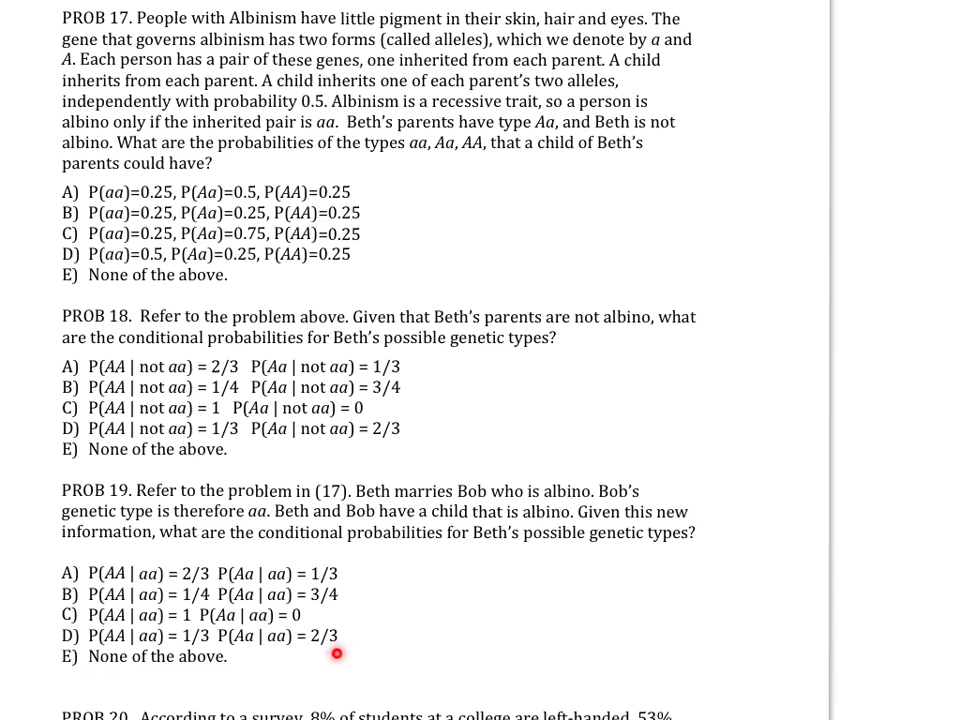 PROB 17. People with Albinism have little pigment in their skin, hair and eyes. The
gene that governs albinism has two forms (called alleles), which we denote by a and
A. Each person has a pair of these genes, one inherited from each parent. A child
inherits from each parent. A child inherits one of each parent's two alleles,
independently with probability 0.5. Albinism is a recessive trait, so a person is
albino only if the inherited pair is aa. Beth's parents have type Aa, and Beth is not
albino. What are the probabilities of the types aa, Aa, AA, that a child of Beth's
parents could have?
A) P(aa)=0.25, P(Aa)=0.5, P(AA)=0.25
B) P(aa)=0.25, P(Aa)=0.25, P(AA)=0.25
C) P(aa)=0.25, P(Aa)=0.75, P(AA)=0.25
D) P(aa)=0.5, P(Aa)=0.25, P(AA)=0.25
E) None of the above.
PROB 18. Refer to the problem above. Given that Beth's parents are not albino, what
are the conditional probabilities for Beth's possible genetic types?
A) P(AA | not aa) = 2/3 P(Aa | not aa) = 1/3
B) P(AA | not aa) = 1/4 P(Aa | not aa) = 3/4
C) P(AA | not aa) = 1 P(Aa | not aa) = 0
D) P(AA | not aa) = 1/3 P(Aa | not aa) = 2/3
E) None of the above.
PROB 19. Refer to the problem in (17). Beth marries Bob who is albino. Bob's
genetic type is therefore aa. Beth and Bob have a child that is albino. Given this new
information, what are the conditional probabilities for Beth's possible genetic types?
A) P(AA | aa) = 2/3 P(Aa | aa) = 1/3
B) P(AA | aa) = 1/4 P(Aa | aa) = 3/4
C) P(AA | aa) = 1 P(Aa | aa) = 0
D) P(AA | aa) = 1/3 P(Aa | aa) = 2/3
E) None of the above.
PROB 20. According to a survey, 8% of students at a college are left-handed, 53%